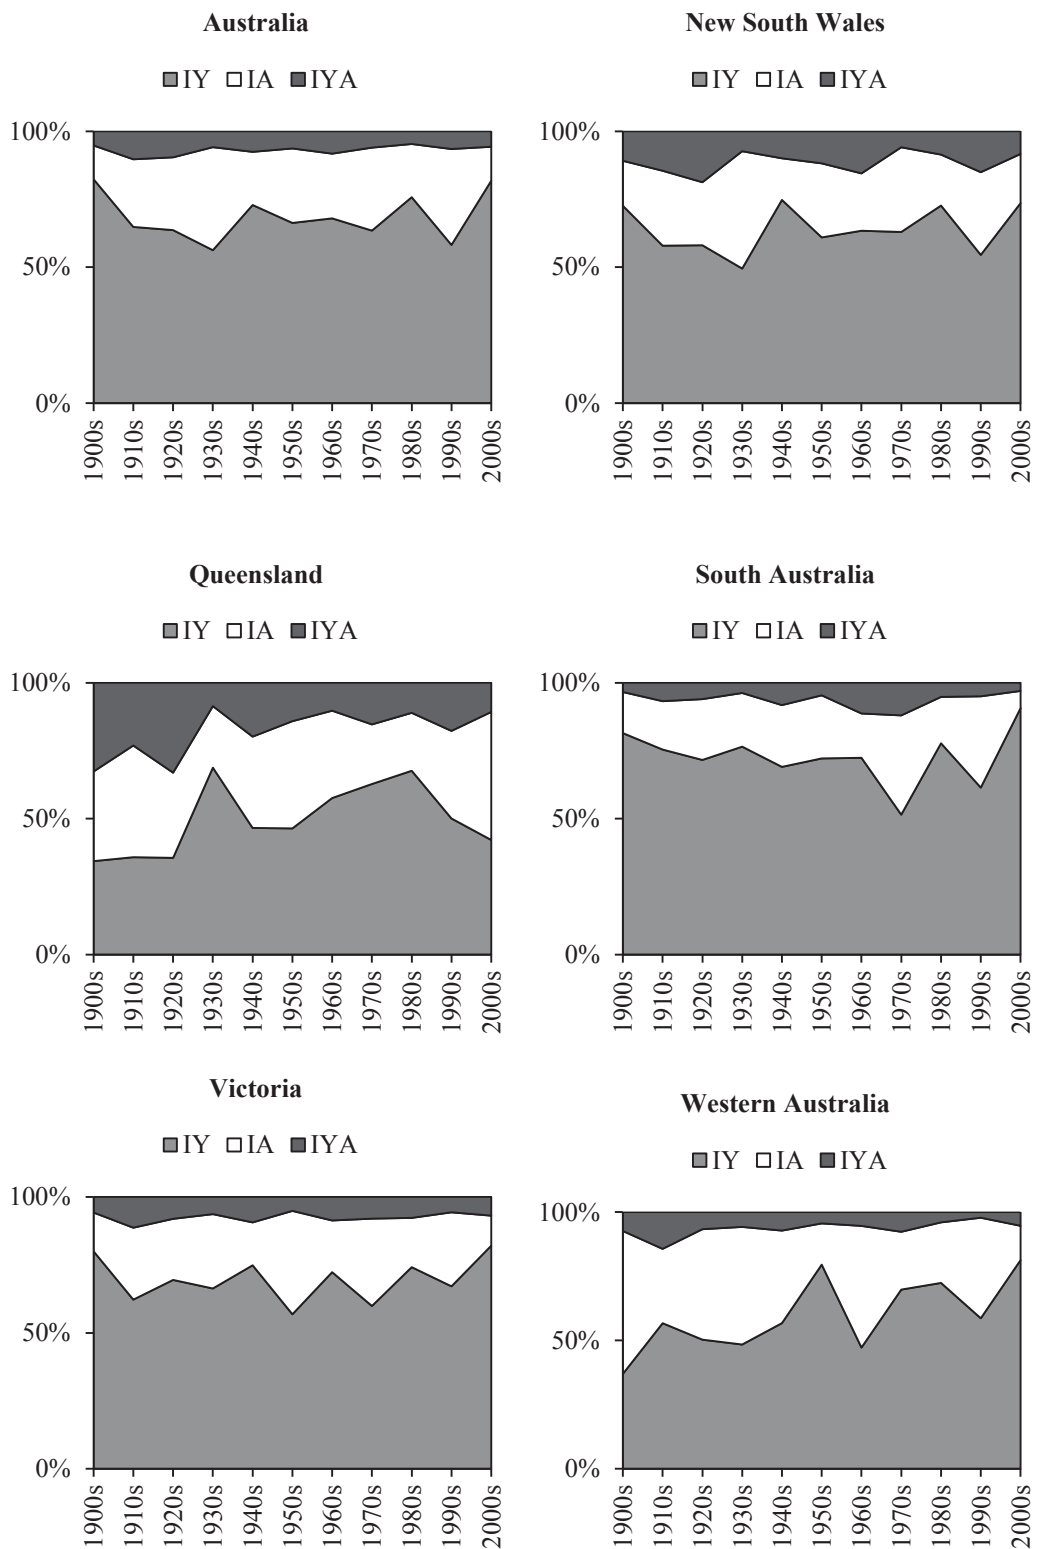 Australia
IY IA IYA
100%
50%
0%
1900s 1910s 1920s 1930s 1940s 1950s 1960s 1970s 1980s 1990s 2000s
New South Wales
IY IA IYA
100%
50%
0%
1900s 1910s 1920s 1930s 1940s 1950s 1960s 1970s 1980s 1990s 2000s
Queensland
IY IA IYA
100%
50%
0%
1900s 1910s 1920s 1930s 1940s 1950s 1960s 1970s 1980s 1990s 2000s
South Australia
IY IA IYA
100%
50%
0%
1900s 1910s 1920s 1930s 1940s 1950s 1960s 1970s 1980s 1990s 2000s
Victoria
IY IA IYA
100%
50%
0%
1900s 1910s 1920s 1930s 1940s 1950s 1960s 1970s 1980s 1990s 2000s
Western Australia
IY IA IYA
100%
50%
0%
1900s 1910s 1920s 1930s 1940s 1950s 1960s 1970s 1980s 1990s 2000s